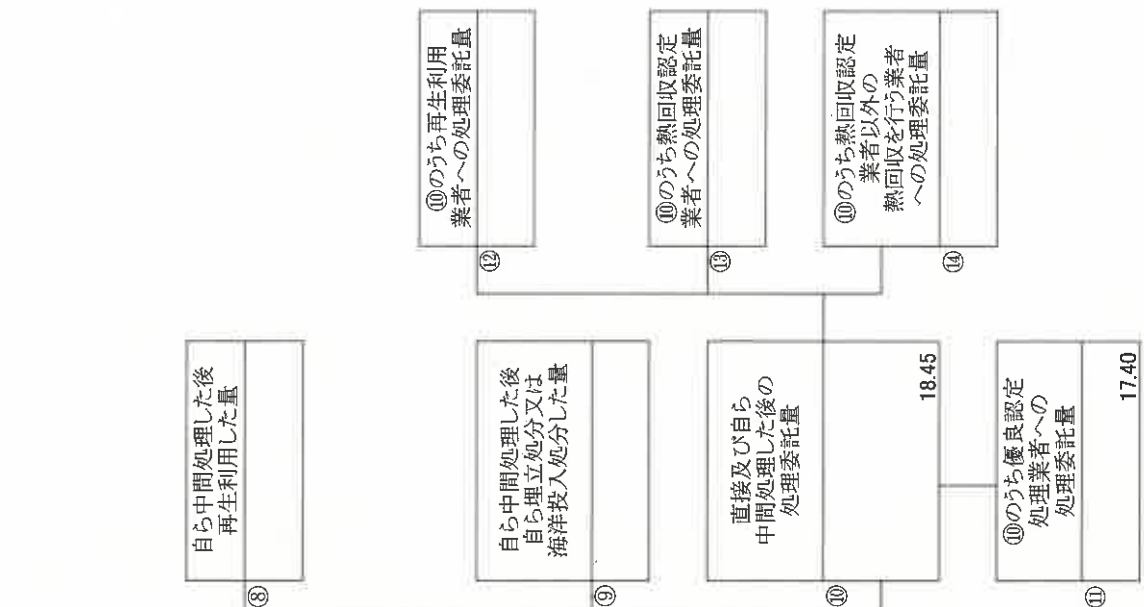 自ら中間処理した後
再生利用した量
⑧
自ら中間処理した後
自ら埋立処分又は
海洋投入処分した量
⑨
直接及び自ら
中間処理した後の
処理委託量
18.45
⑩
⑩のうち優良認定
処理業者への
処理委託量
17.40
⑪
⑩のうち再生利用
業者への処理委託量
⑫
⑩のうち熱回収認定
業者への処理委託量
⑬
⑩のうち熱回収認定
業者以外の
熱回収を行う業者
への処理委託量
⑭